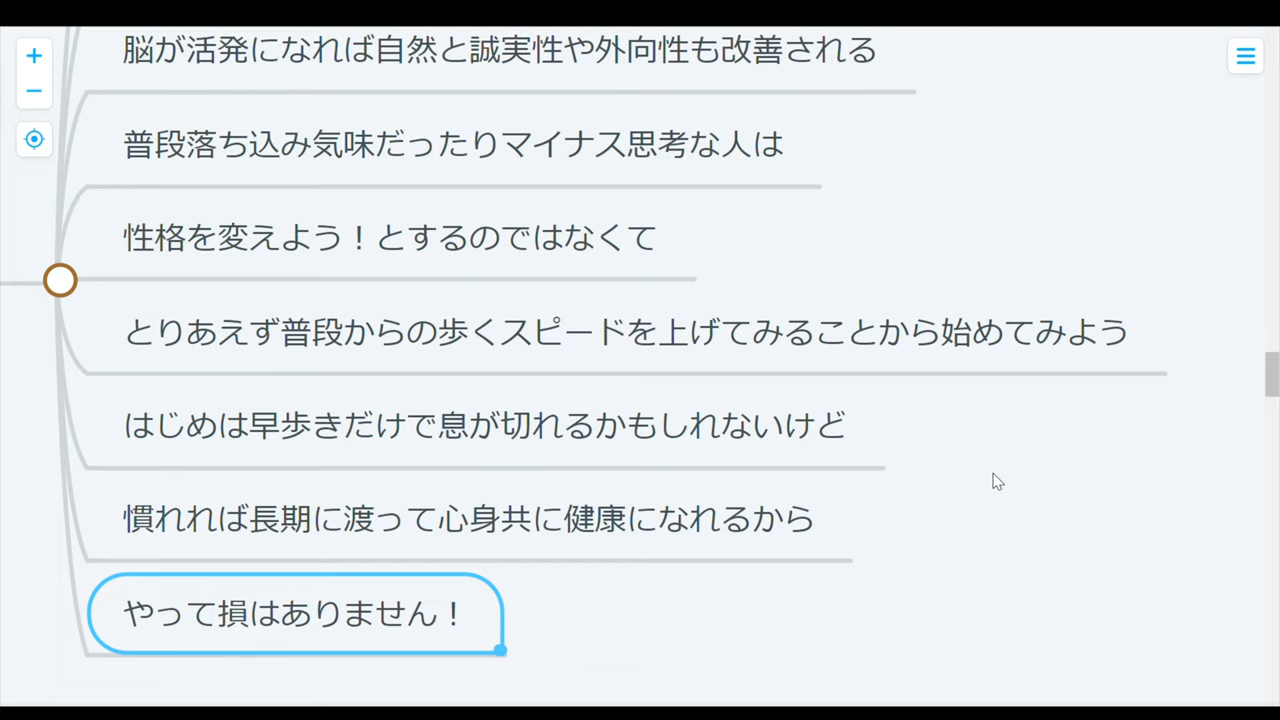 脳が活発になれば自然と誠実性や外向性も改善される
普段落ち込み気味だったりマイナス思考な人は
性格を変えよう！とするのではなくて
とりあえず普段からの歩くスピードを上げてみることから始めてみよう
はじめは早歩きだけで息が切れるかもしれないけど
慣れれば長期に渡って心身共に健康になれるから
やって損はありません！